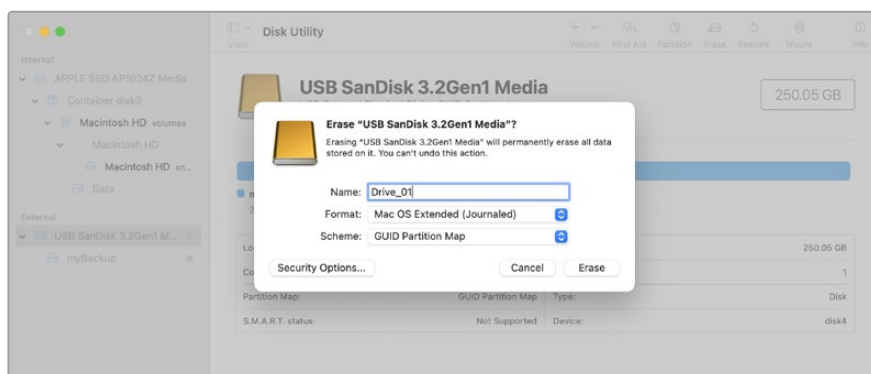 Disk Utility
View
Volume First Aid Partition Erase Restore Mount Info
Internal
APPLE SSD AP1024Z Media
Container disk3
Macintosh HD volumes
Macintosh HD
Macintosh HD sn...
Data
External
USB SanDisk 3.2Gen1 M...
myBackup
USB SanDisk 3.2Gen1 Media
250.05 GB
Erase “USB SanDisk 3.2Gen1 Media”?
Erasing “USB SanDisk 3.2Gen1 Media” will permanently erase all data
stored on it. You can’t undo this action.
Name: Drive_01
Format: Mac OS Extended (Journaled)
Scheme: GUID Partition Map
Security Options... Cancel Erase
250.05 GB
1
Partition Map: GUID Partition Map Type: Disk
S.M.A.R.T. status: Not Supported Device: disk4